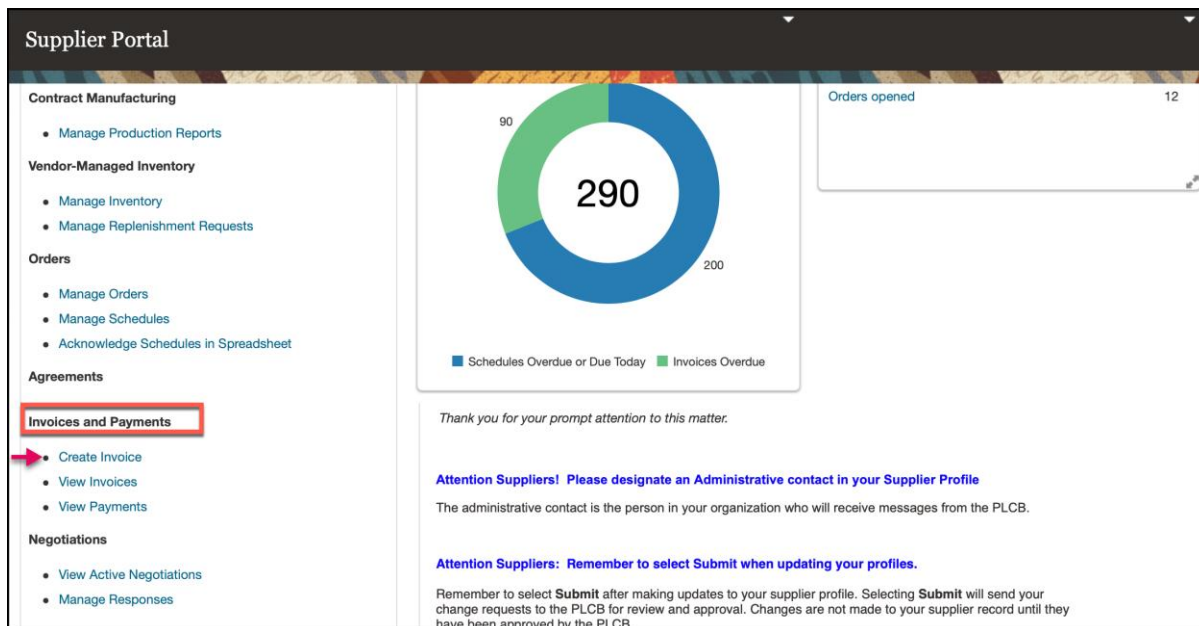 Supplier Portal
Contract Manufacturing
Manage Production Reports
Vendor-Managed Inventory
Manage Inventory
Manage Replenishment Requests
Orders
Manage Orders
Manage Schedules
Acknowledge Schedules in Spreadsheet
Agreements
Invoices and Payments
Create Invoice
View Invoices
View Payments
Negotiations
View Active Negotiations
Manage Responses
90
290
200
Schedules Overdue or Due Today Invoices Overdue
Orders opened 12
Thank you for your prompt attention to this matter.
Attention Suppliers! Please designate an Administrative contact in your Supplier Profile
The administrative contact is the person in your organization who will receive messages from the PLCB.
Attention Suppliers: Remember to select Submit when updating your profiles.
Remember to select Submit after making updates to your supplier profile. Selecting Submit will send your
change requests to the PLCB for review and approval. Changes are not made to your supplier record until they
have been approved by the PLCB